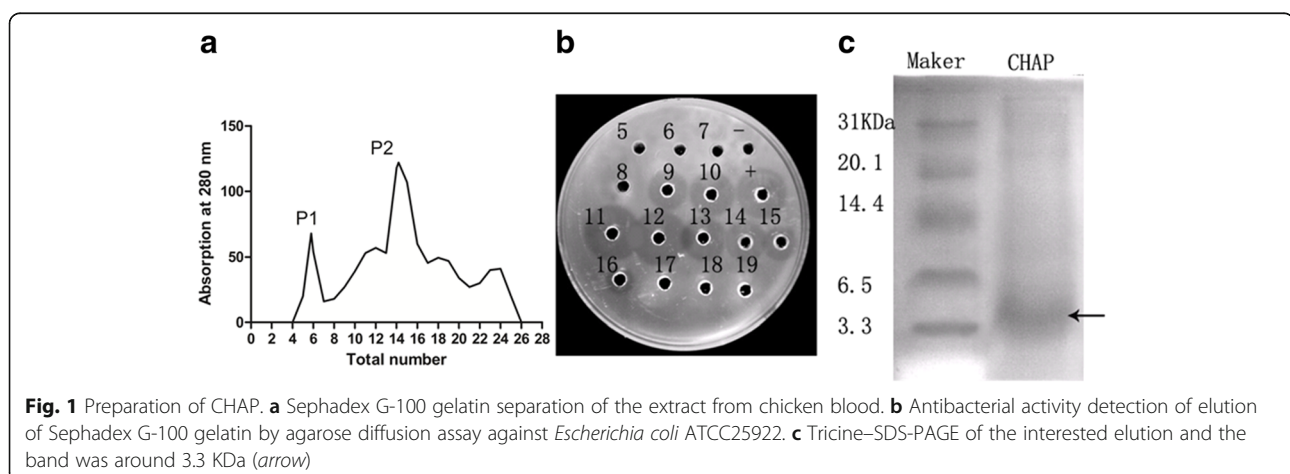 a
b
c
150
100
50
0
Absorption at 280 nm
P1
P2
0 2 4 6 8 10 12 14 16 18 20 22 24 26 28
Total number
5 6 7 −
8 9 10 +
11 12 13 14 15
16 17 18 19
Maker CHAP
31KDa
20.1
14.4
6.5
3.3
Fig. 1 Preparation of CHAP. a Sephadex G-100 gelatin separation of the extract from chicken blood. b Antibacterial activity detection of elution
of Sephadex G-100 gelatin by agarose diffusion assay against Escherichia coli ATCC25922. c Tricine–SDS-PAGE of the interested elution and the
band was around 3.3 KDa (arrow)